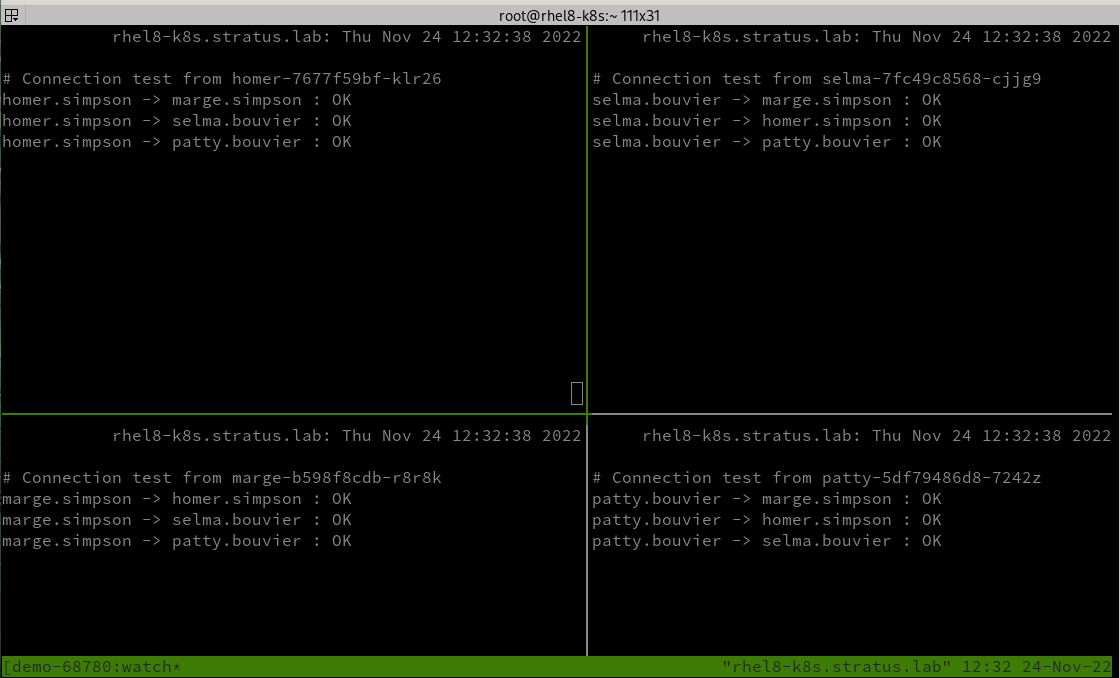 root@rhel8-k8s:~ 111x31
rhel8-k8s.stratus.lab: Thu Nov 24 12:32:38 2022
# Connection test from homer-7677f59bf-klr26
homer.simpson -> marge.simpson : OK
homer.simpson -> selma.bouvier : OK
homer.simpson -> patty.bouvier : OK
rhel8-k8s.stratus.lab: Thu Nov 24 12:32:38 2022
# Connection test from selma-7fc49c8568-cjjg9
selma.bouvier -> marge.simpson : OK
selma.bouvier -> homer.simpson : OK
selma.bouvier -> patty.bouvier : OK
rhel8-k8s.stratus.lab: Thu Nov 24 12:32:38 2022
# Connection test from marge-b598f8cdb-r8r8k
marge.simpson -> homer.simpson : OK
marge.simpson -> selma.bouvier : OK
marge.simpson -> patty.bouvier : OK
rhel8-k8s.stratus.lab: Thu Nov 24 12:32:38 2022
# Connection test from patty-5df79486d8-7242z
patty.bouvier -> marge.simpson : OK
patty.bouvier -> homer.simpson : OK
patty.bouvier -> selma.bouvier : OK
[demo-68780:watch* "rhel8-k8s.stratus.lab" 12:32 24-Nov-22